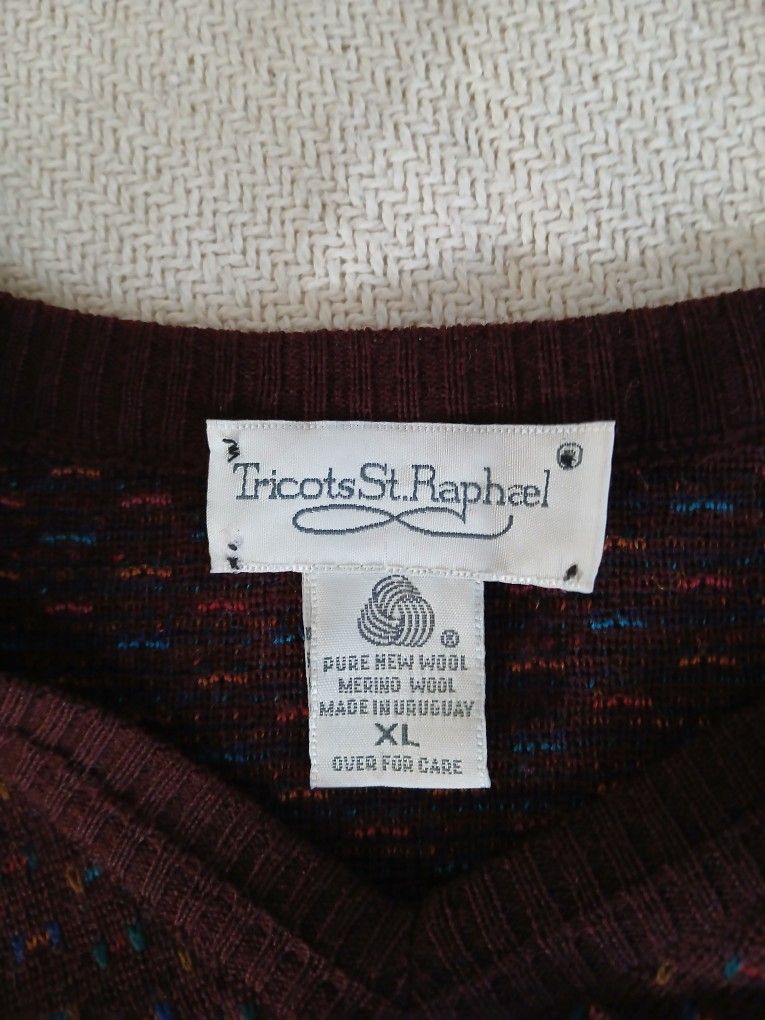 Tricots St. Raphael ®
®
PURE NEW WOOL
MERINO WOOL
MADE IN URUGUAY
XL
OVER FOR CARE